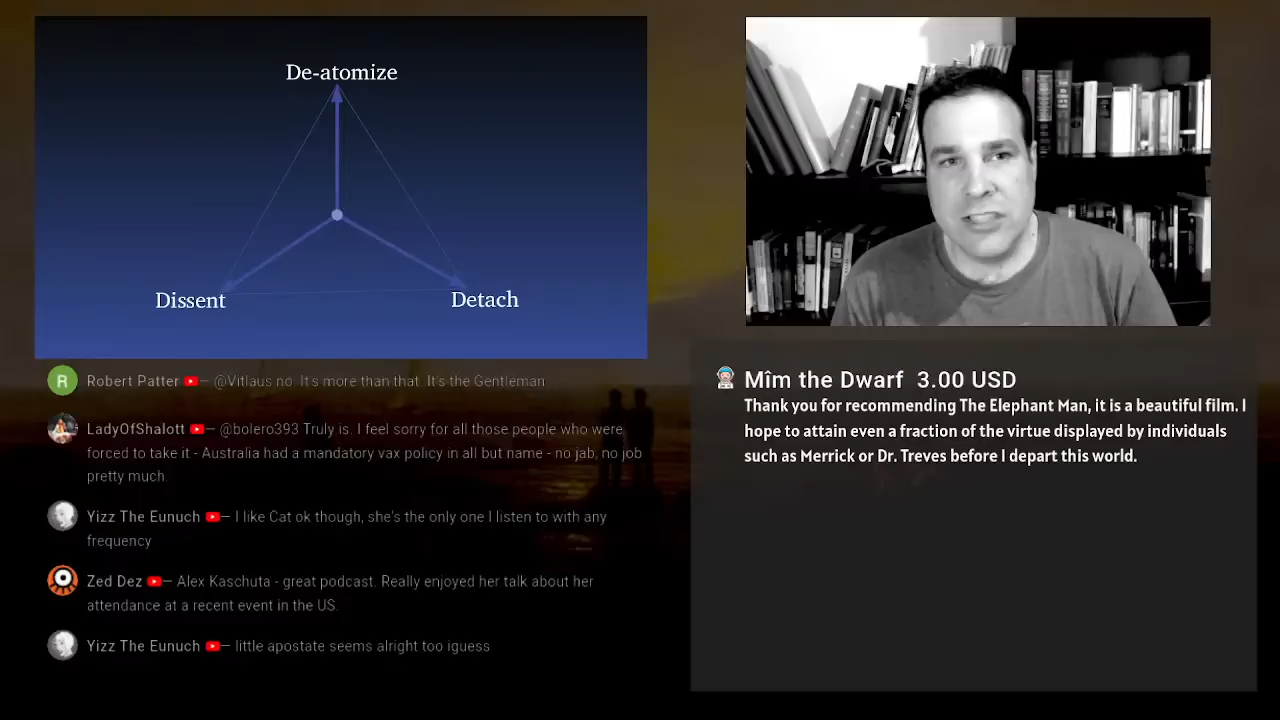 De-atomize
Dissent
Detach
R
Robert Patter — @Vitlaus no. It's more than that. It's the Gentleman
LadyOfShalott — @bolero393 Truly is. I feel sorry for all those people who were
forced to take it - Australia had a mandatory vax policy in all but name - no jab, no job
pretty much.
Yizz The Eunuch — I like Cat ok though, she's the only one I listen to with any
frequency
Zed Dez — Alex Kaschuta - great podcast. Really enjoyed her talk about her
attendance at a recent event in the US.
Yizz The Eunuch — little apostate seems alright too iguess
Mîm the Dwarf 3.00 USD
Thank you for recommending The Elephant Man, it is a beautiful film. I
hope to attain even a fraction of the virtue displayed by individuals
such as Merrick or Dr. Treves before I depart this world.